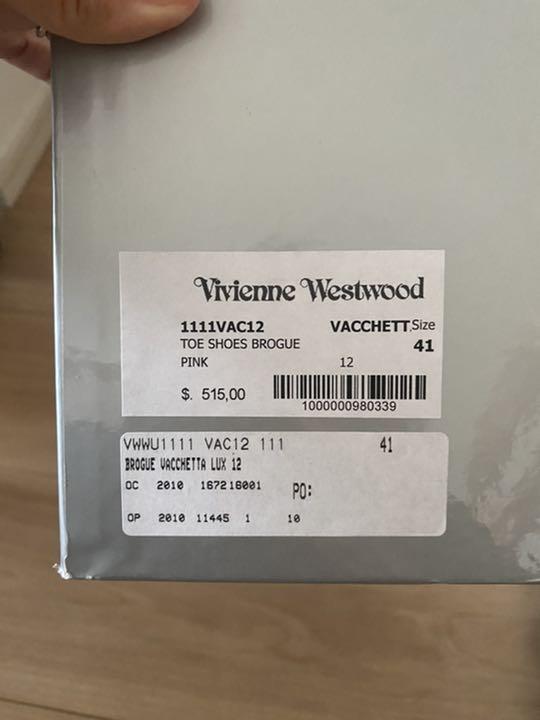 Vivienne Westwood
1111VAC12 VACCHETT Size
TOE SHOES BROGUE 41
PINK 12
$. 515,00
1000000980339
VWWU1111 VAC12 111 41
BROGUE VACCHETTA LUX 12
OC 2010 167216001 PO:
OP 2010 11445 1 10